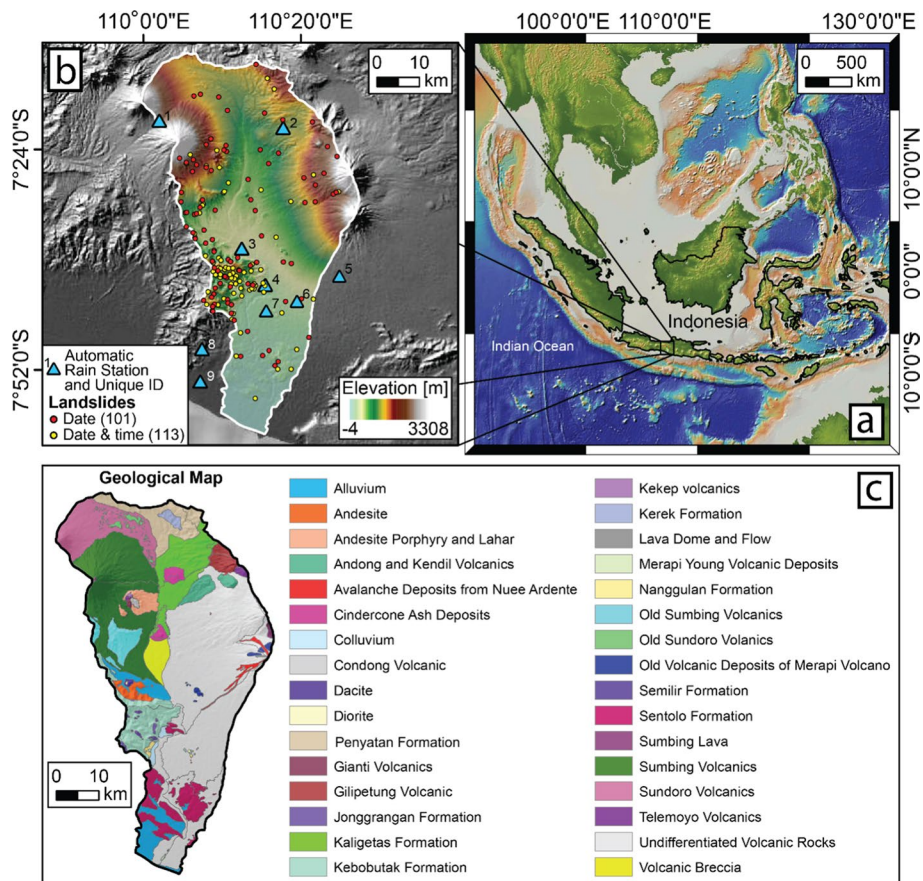 110°0'0"E 110°20'0"E
b
0 10
km
7°24'0"S
7°52'0"S
1
2
3
4
5
6
7
8
9
1 Automatic
Rain Station
and Unique ID
Landslides
Date (101)
Date & time (113)
Elevation [m]
-4 3308
100°0'0"E 110°0'0"E 130°0'0"E
0 500
km
Indonesia
Indian Ocean
10°0'0"S
a
Geological Map
c
0 10
km
Alluvium
Andesite
Andesite Porphyry and Lahar
Andong and Kendil Volcanics
Avalanche Deposits from Nuee Ardente
Cindercone Ash Deposits
Colluvium
Condong Volcanic
Dacite
Diorite
Penyatan Formation
Gianti Volcanics
Gilipetung Volcanic
Jonggrangan Formation
Kaligetas Formation
Kebobutak Formation
Kekep volcanics
Kerek Formation
Lava Dome and Flow
Merapi Young Volcanic Deposits
Nanggulan Formation
Old Sumbing Volcanics
Old Sundoro Volanics
Old Volcanic Deposits of Merapi Volcano
Semilir Formation
Sentolo Formation
Sumbing Lava
Sumbing Volcanics
Sundoro Volcanics
Telemoyo Volcanics
Undifferentiated Volcanic Rocks
Volcanic Breccia